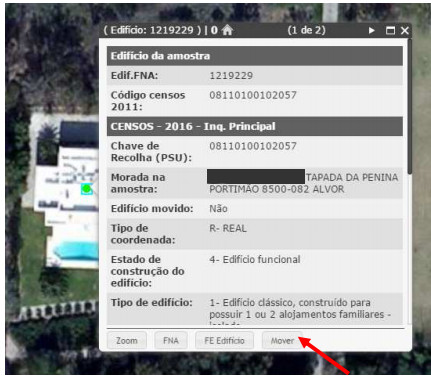 ( Edifício: 1219229 ) | 0 (1 de 2)
Edifício da amostra
Edif.FNA: 1219229
Código censos 08110100102057
2011:
CENSOS - 2016 - Inq. Principal
Chave de 08110100102057
Recolha (PSU):
Morada na TAPADA DA PENINA
amostra: PORTIMÃO 8500-082 ALVOR
Edifício movido: Não
Tipo de R- REAL
coordenada:
Estado de 4- Edifício funcional
construção do
edifício:
Tipo de edifício: 1- Edifício clássico, construído para
possuir 1 ou 2 alojamentos familiares -
Zoom FNA FE Edifício Mover